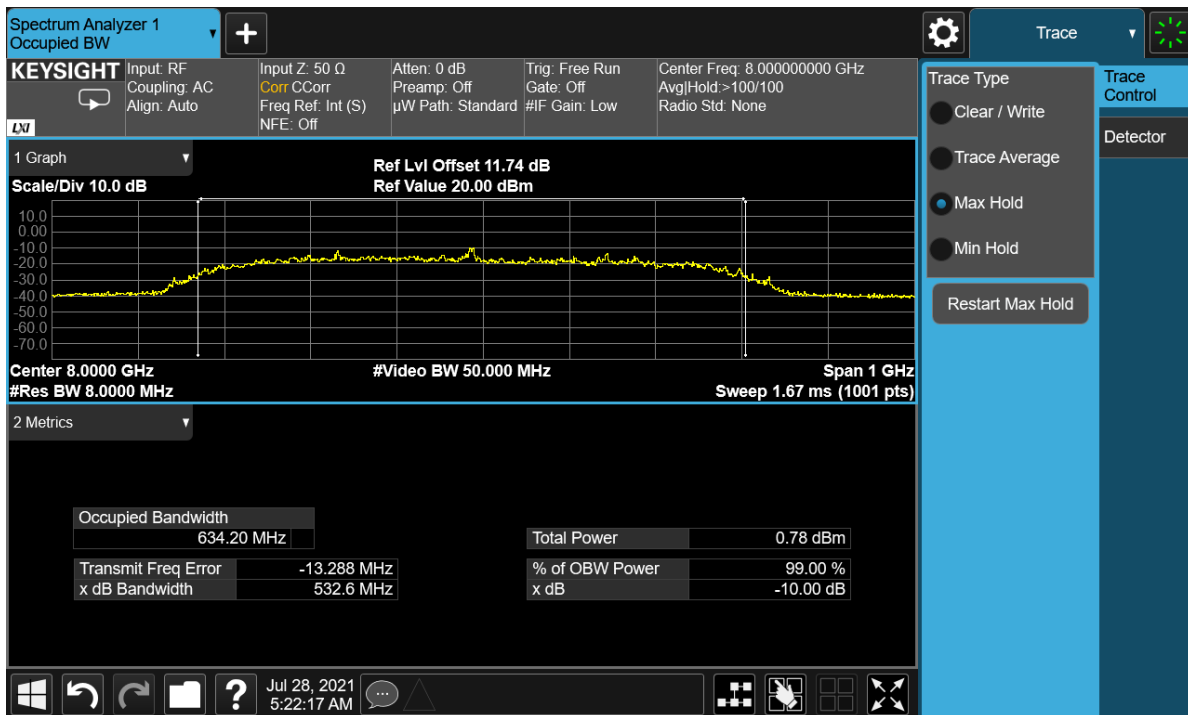 Spectrum Analyzer 1
Occupied BW
Trace
KEYSIGHT
LXI
Input: RF
Coupling: AC
Align: Auto
Input Z: 50 Ω
Corr CCorr
Freq Ref: Int (S)
NFE: Off
Atten: 0 dB
Preamp: Off
µW Path: Standard
Trig: Free Run
Gate: Off
#IF Gain: Low
Center Freq: 8.000000000 GHz
Avg|Hold:>100/100
Radio Std: None
1 Graph
Scale/Div 10.0 dB
Ref Lvl Offset 11.74 dB
Ref Value 20.00 dBm
10.0
0.00
-10.0
-20.0
-30.0
-40.0
-50.0
-60.0
-70.0
Center 8.0000 GHz
#Video BW 50.000 MHz
Span 1 GHz
#Res BW 8.0000 MHz
Sweep 1.67 ms (1001 pts)
2 Metrics
Occupied Bandwidth
634.20 MHz
Total Power 0.78 dBm
Transmit Freq Error -13.288 MHz
% of OBW Power 99.00 %
x dB Bandwidth 532.6 MHz
x dB -10.00 dB
Trace Type
Clear / Write
Trace Average
Max Hold
Min Hold
Restart Max Hold
Trace
Control
Detector
?
Jul 28, 2021
5:22:17 AM